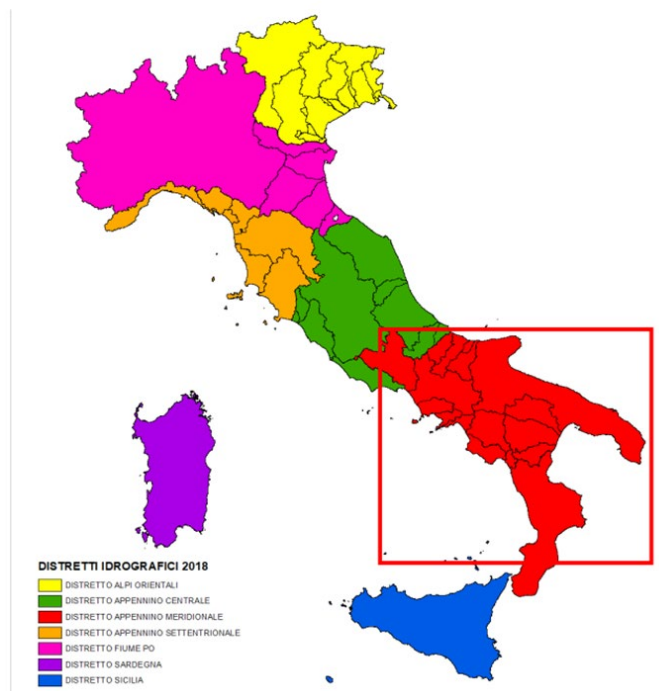 DISTRETTI IDROGRAFICI 2018
DISTRETTO ALPI ORIENTALI
DISTRETTO APPENNINO CENTRALE
DISTRETTO APPENNINO MERIDIONALE
DISTRETTO APPENNINO SETTENTRIONALE
DISTRETTO FIUME PO
DISTRETTO SARDEGNA
DISTRETTO SICILIA